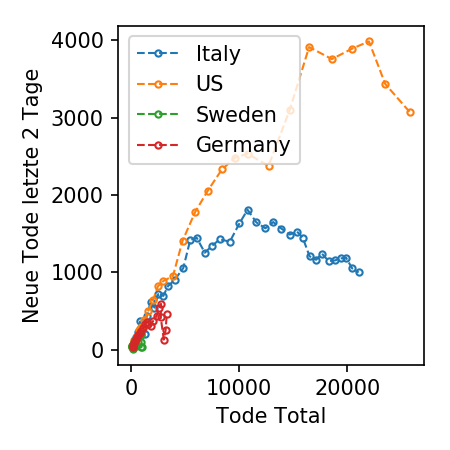 4000
3000
2000
1000
0
Neue Tode letzte 2 Tage
Italy
US
Sweden
Germany
0
10000
20000
Tode Total